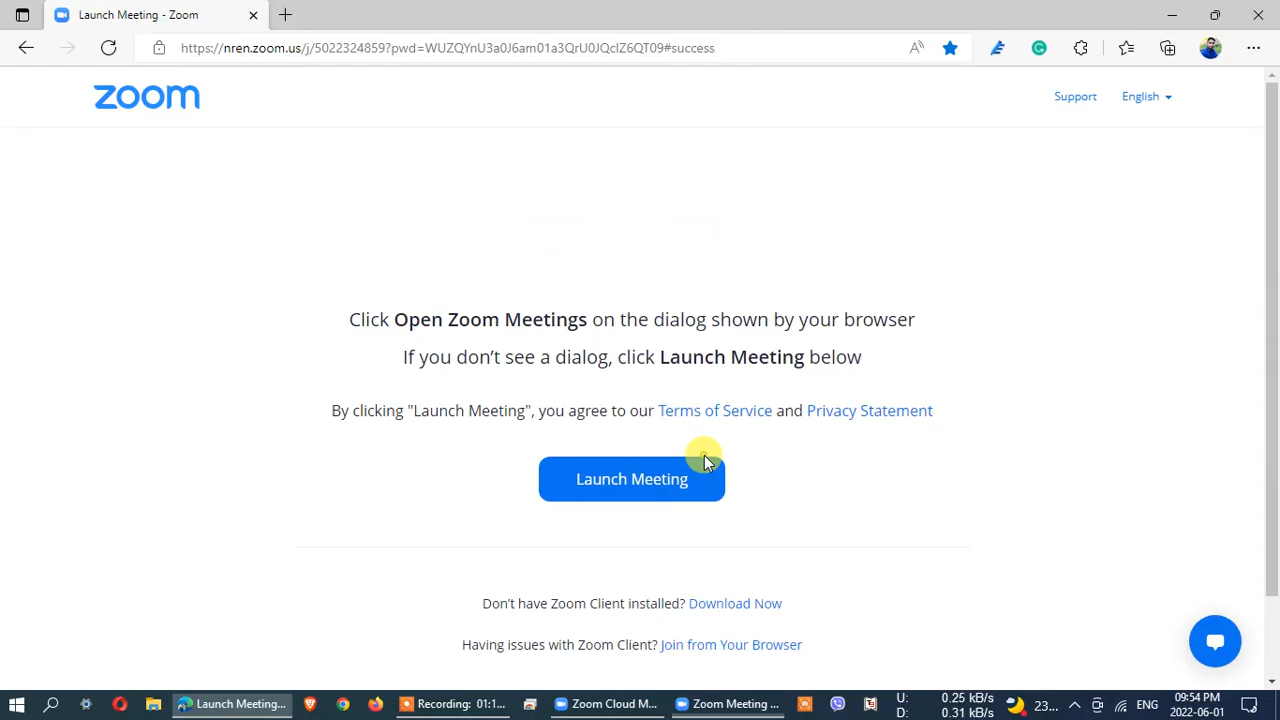 Launch Meeting - Zoom
https://nren.zoom.us/j/5022324859?pwd=WUZQYnU3a0J6am01a3QrU0JQclZ6QT09#success
zoom
Support
English
Click Open Zoom Meetings on the dialog shown by your browser
If you don’t see a dialog, click Launch Meeting below
By clicking "Launch Meeting", you agree to our Terms of Service and Privacy Statement
Launch Meeting
Don’t have Zoom Client installed? Download Now
Having issues with Zoom Client? Join from Your Browser
Launch Meeting...
Recording: 01:1...
Zoom Cloud M...
Zoom Meeting ...
U: 0.25 kB/s
D: 0.31 kB/s
23...
ENG
09:54 PM
2022-06-01